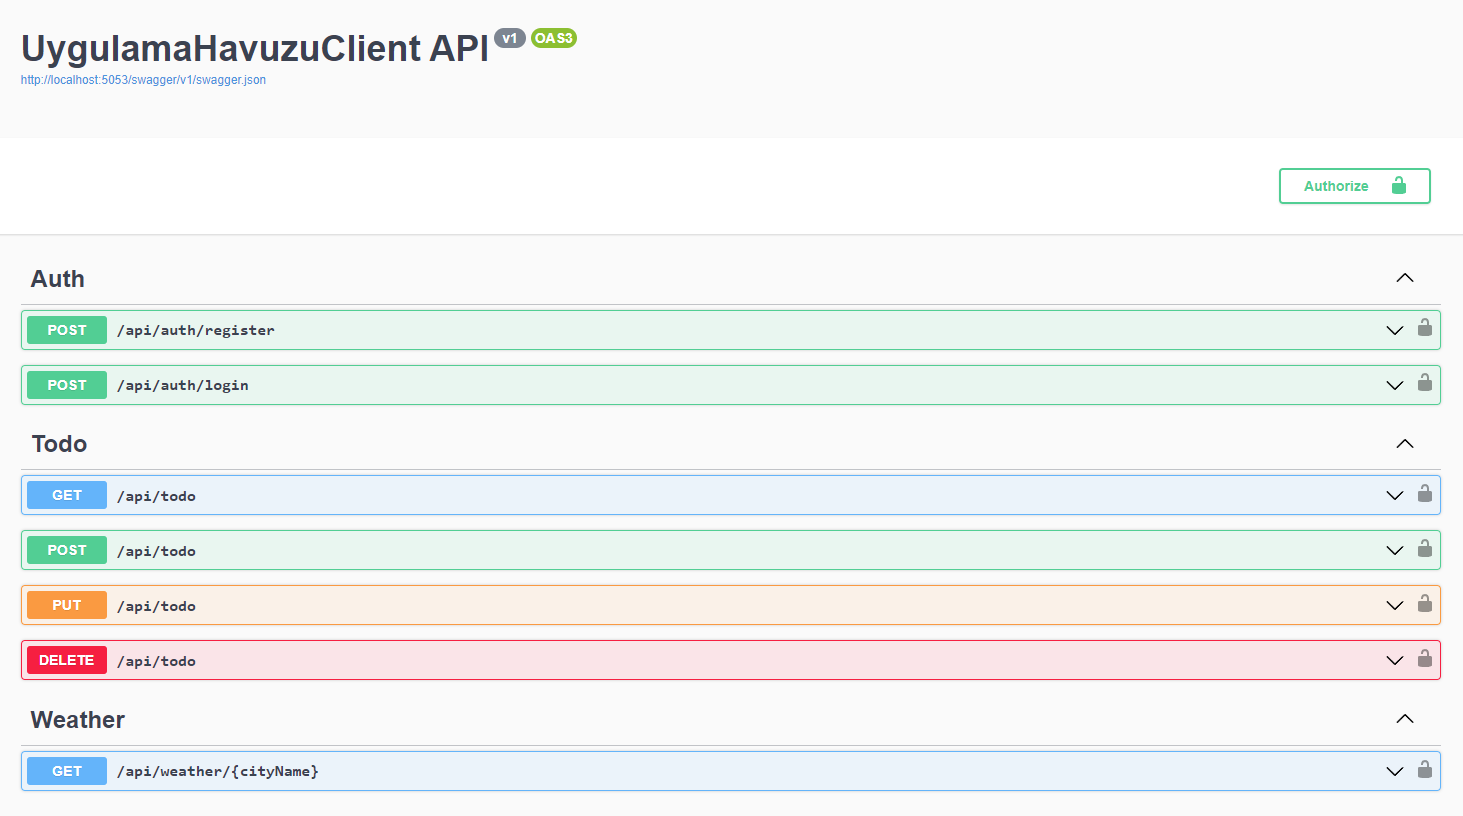 UygulamaHavuzuClient API v1 OAS3
http://localhost:5053/swagger/v1/swagger.json
Authorize
Auth
POST /api/auth/register
POST /api/auth/login
Todo
GET /api/todo
POST /api/todo
PUT /api/todo
DELETE /api/todo
Weather
GET /api/weather/{cityName}